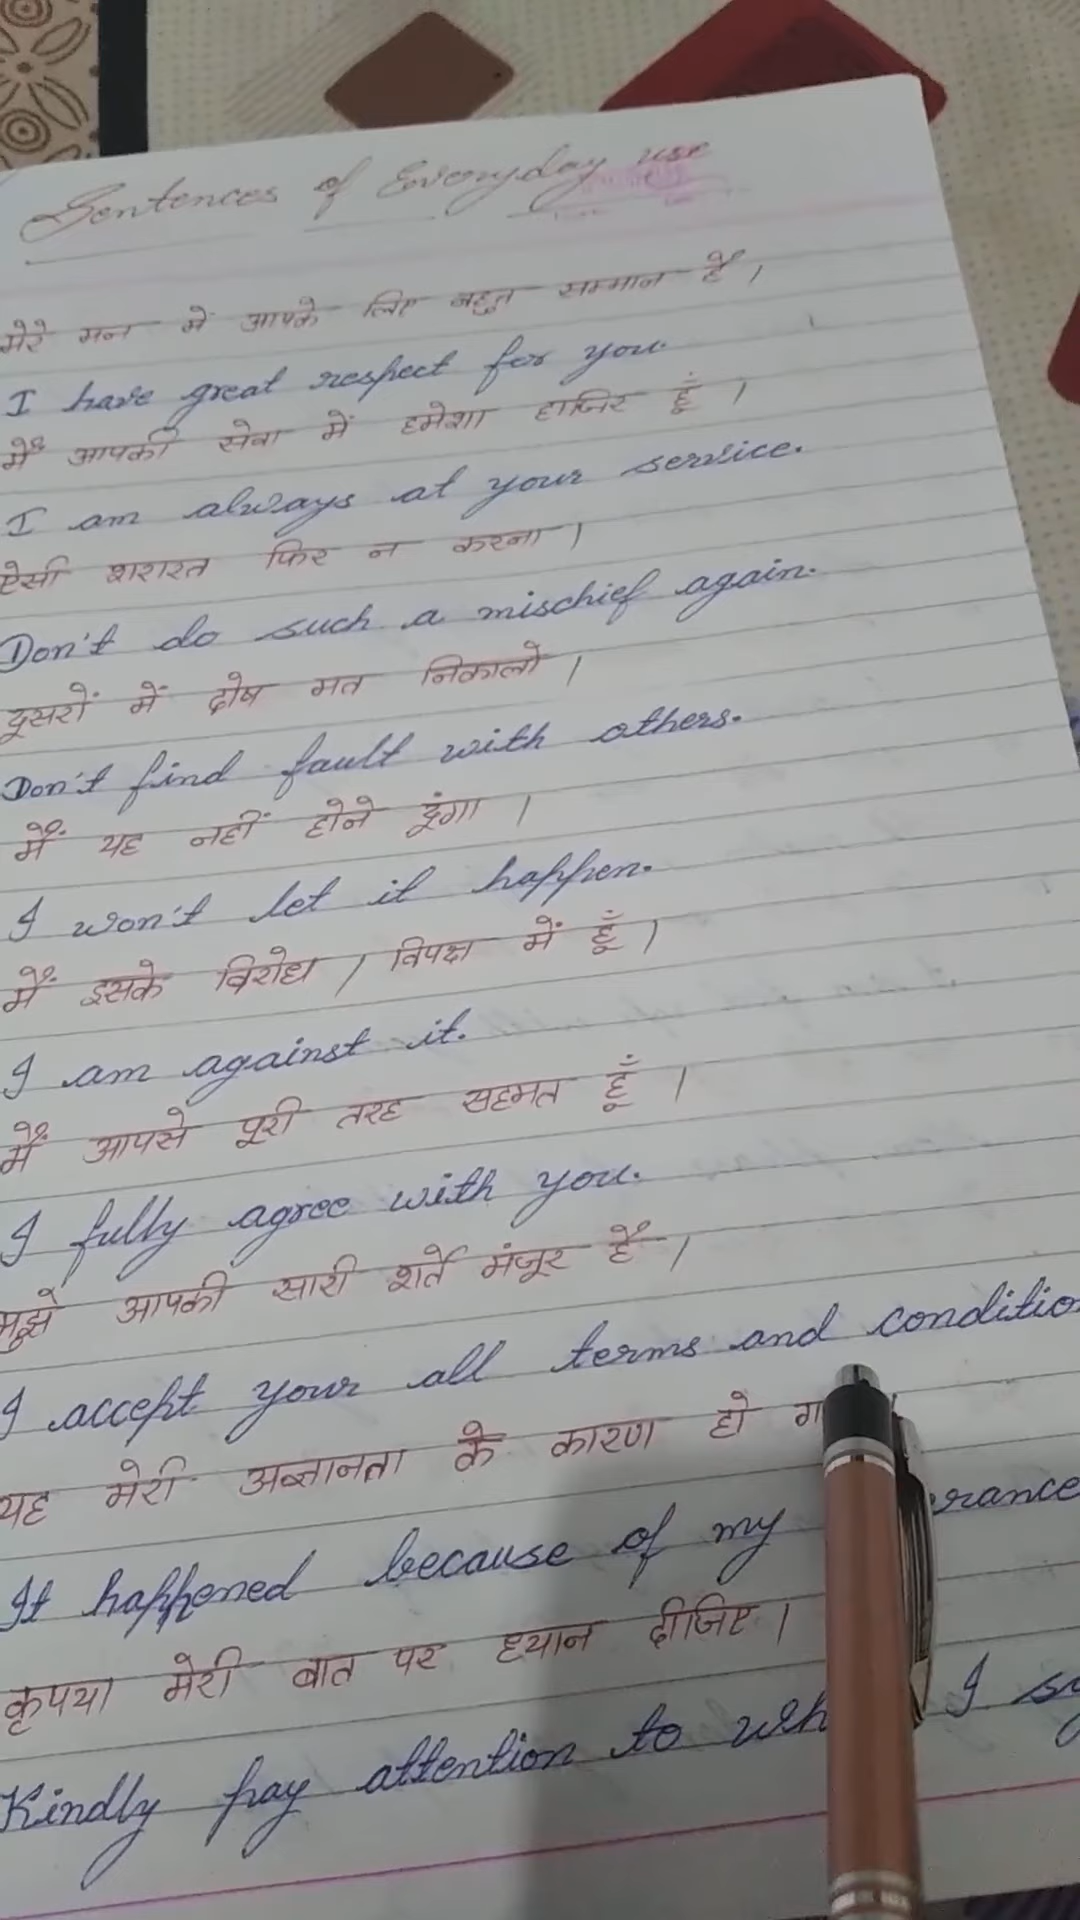 Sentences of Everyday use
मेरे मन में आपके लिए बहुत सम्मान है।
I have great respect for you.
मैं आपकी सेवा में हमेशा हाजिर हूँ।
I am always at your service.
ऐसी शरारत फिर न करना।
Don't do such a mischief again.
दूसरों में दोष मत निकालो।
Don't find fault with others.
मैं यह नहीं होने दूंगा।
I won't let it happen.
मैं इसके विरोध / विपक्ष में हूँ।
I am against it.
मैं आपसे पूरी तरह सहमत हूँ।
I fully agree with you.
मुझे आपकी सारी शर्तें मंजूर हैं।
I accept your all terms and condition
यह मेरी अज्ञानता के कारण हो
It happened because of my
कृपया मेरी बात पर ध्यान दीजिए।
Kindly pay attention to I